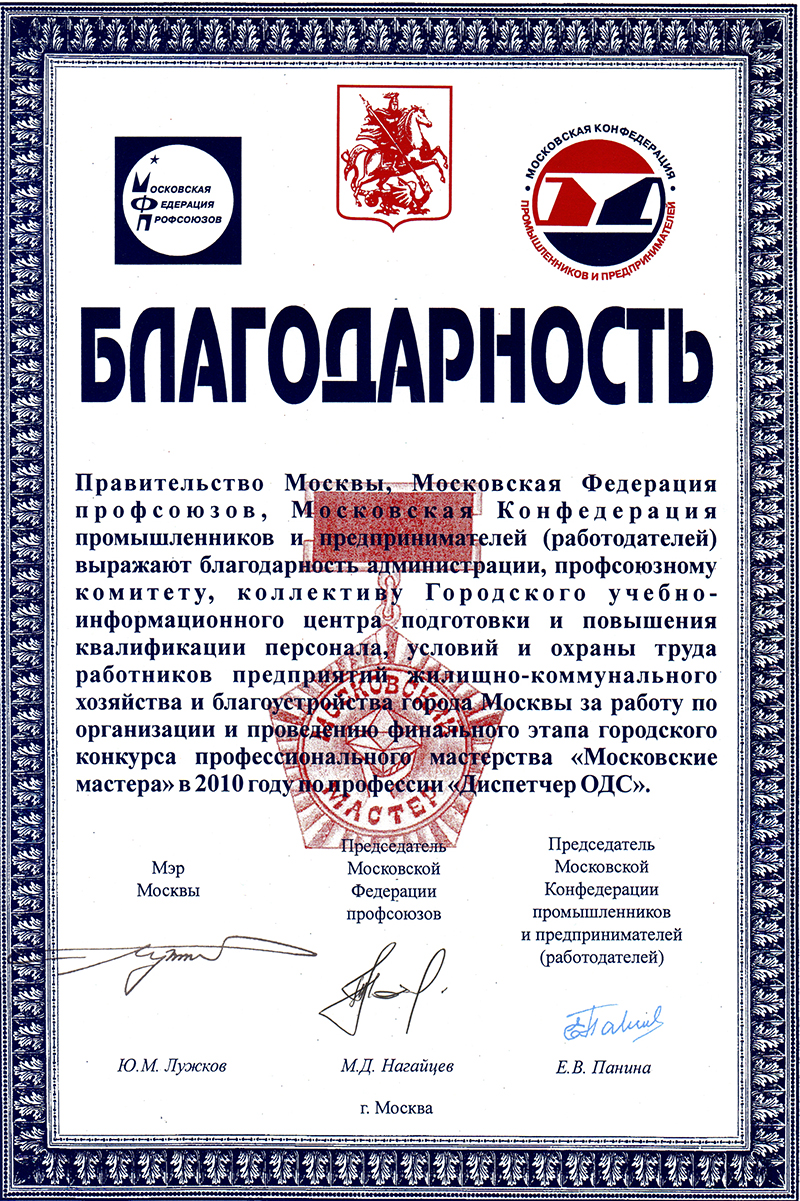 Московская
Федерация
Профсоюзов
МОСКОВСКАЯ КОНФЕДЕРАЦИЯ
ПРОМЫШЛЕННИКОВ И ПРЕДПРИНИМАТЕЛЕЙ
БЛАГОДАРНОСТЬ
Правительство Москвы, Московская Федерация
профсоюзов, Московская Конфедерация
промышленников и предпринимателей (работодателей)
выражают благодарность администрации, профсоюзному
комитету, коллективу Городского учебно-
информационного центра подготовки и повышения
квалификации персонала, условий и охраны труда
работников предприятий жилищно-коммунального
хозяйства и благоустройства города Москвы за работу по
организации и проведению финального этапа городского
конкурса профессионального мастерства «Московские
мастера» в 2010 году по профессии «Диспетчер ОДС».
МОСКОВСКИЙ
МАСТЕР
Мэр
Москвы
Председатель
Московской
Федерации
профсоюзов
Председатель
Московской
Конфедерации
промышленников
и предпринимателей
(работодателей)
Ю.М. Лужков
М.Д. Нагайцев
Е.В. Панина
г. Москва